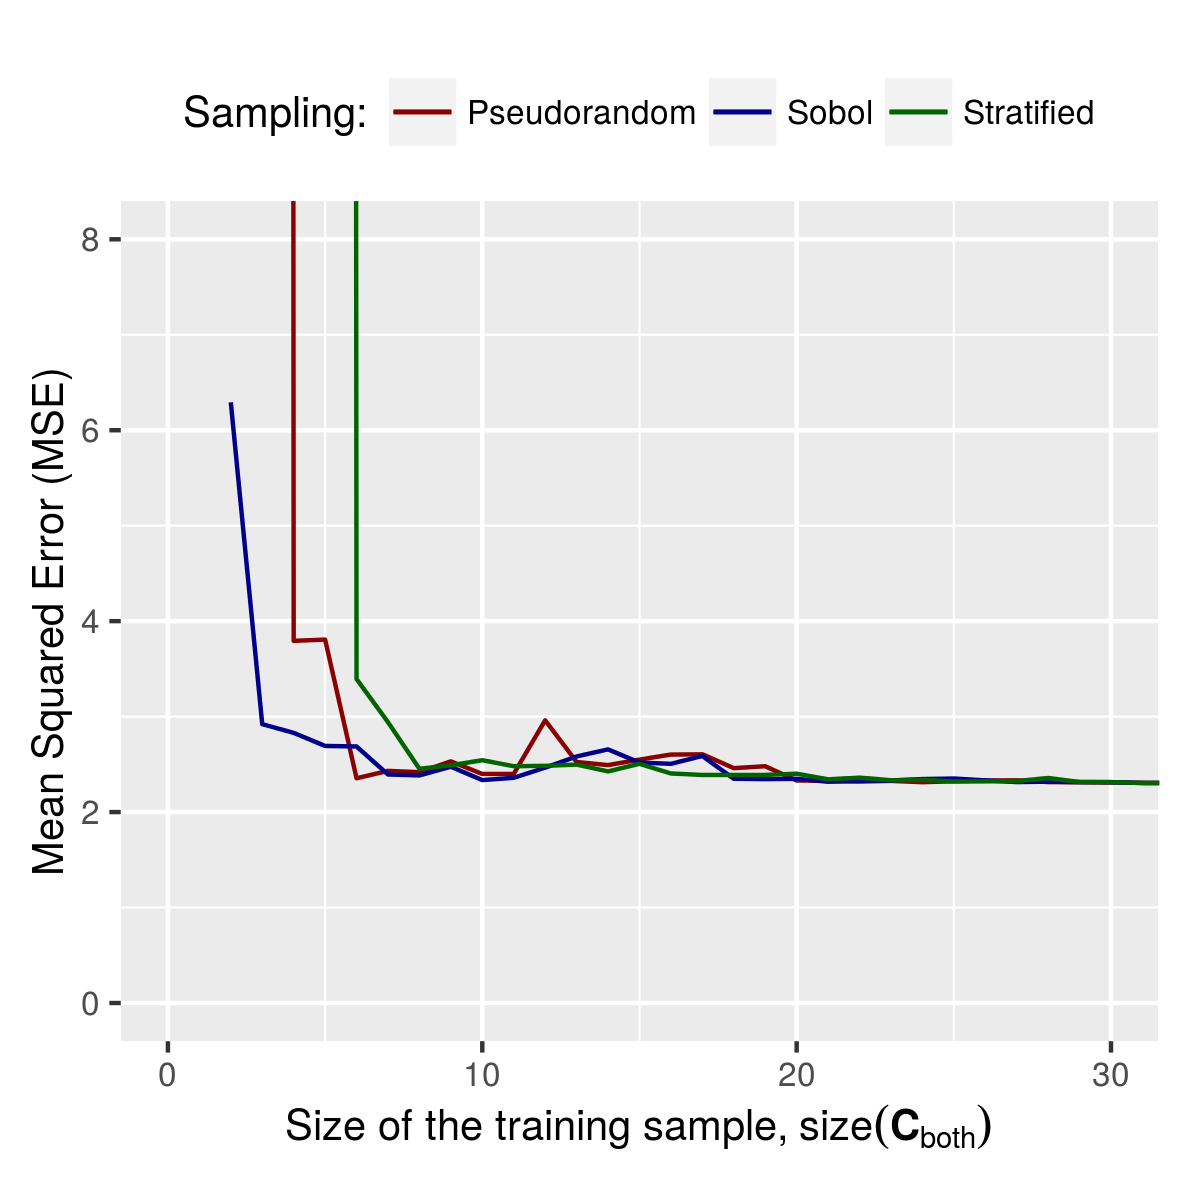 Sampling: Pseudorandom Sobol Stratified
Mean Squared Error (MSE)
8
6
4
2
0
0 10 20 30
Size of the training sample, size(C_both)